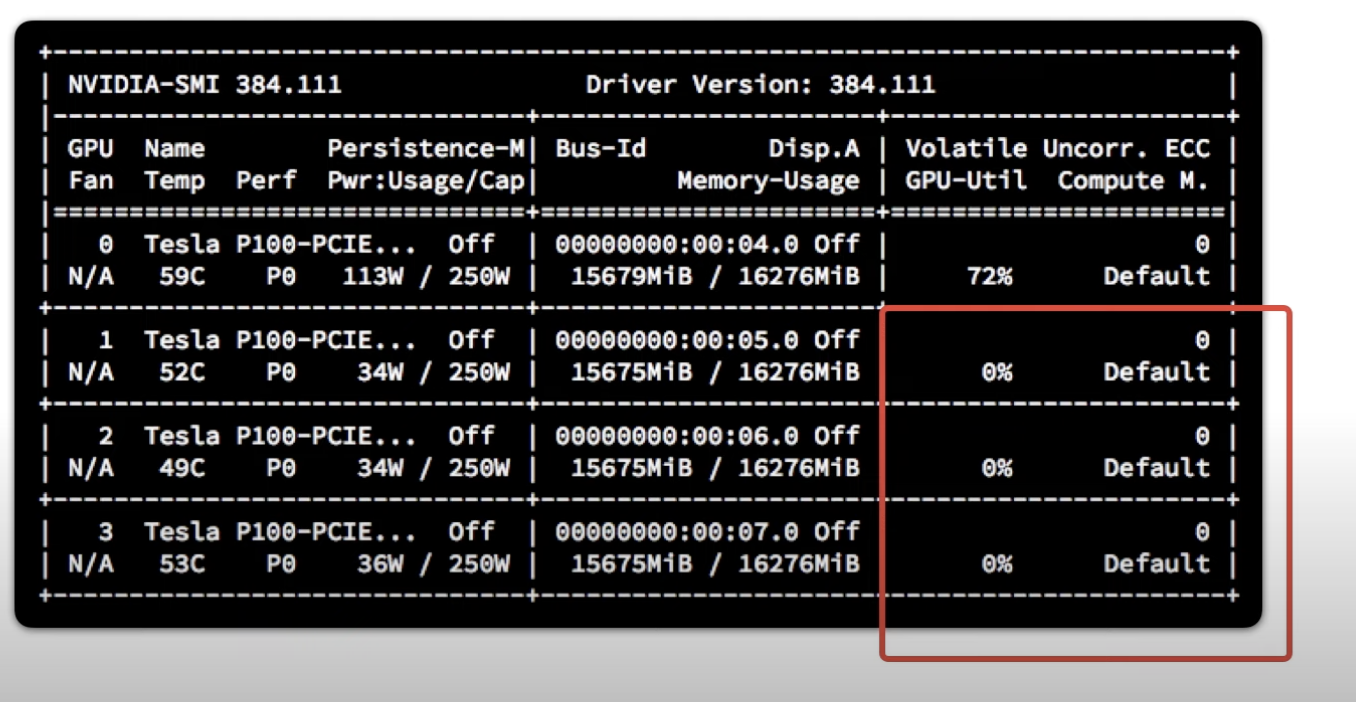 +-----------------------------------------------------------------------------+
| NVIDIA-SMI 384.111                Driver Version: 384.111                   |
|-------------------------------+----------------------+----------------------+
| GPU  Name        Persistence-M| Bus-Id        Disp.A | Volatile Uncorr. ECC |
| Fan  Temp  Perf  Pwr:Usage/Cap|         Memory-Usage | GPU-Util  Compute M. |
|===============================+======================+======================|
|   0  Tesla P100-PCIE...  Off  | 00000000:00:04.0 Off |                    0 |
| N/A   59C    P0   113W / 250W |  15679MiB / 16276MiB |     72%      Default |
+-------------------------------+----------------------+----------------------+
|   1  Tesla P100-PCIE...  Off  | 00000000:00:05.0 Off |                    0 |
| N/A   52C    P0    34W / 250W |  15675MiB / 16276MiB |      0%      Default |
+-------------------------------+----------------------+----------------------+
|   2  Tesla P100-PCIE...  Off  | 00000000:00:06.0 Off |                    0 |
| N/A   49C    P0    34W / 250W |  15675MiB / 16276MiB |      0%      Default |
+-------------------------------+----------------------+----------------------+
|   3  Tesla P100-PCIE...  Off  | 00000000:00:07.0 Off |                    0 |
| N/A   53C    P0    36W / 250W |  15675MiB / 16276MiB |      0%      Default |
+-------------------------------+----------------------+----------------------+